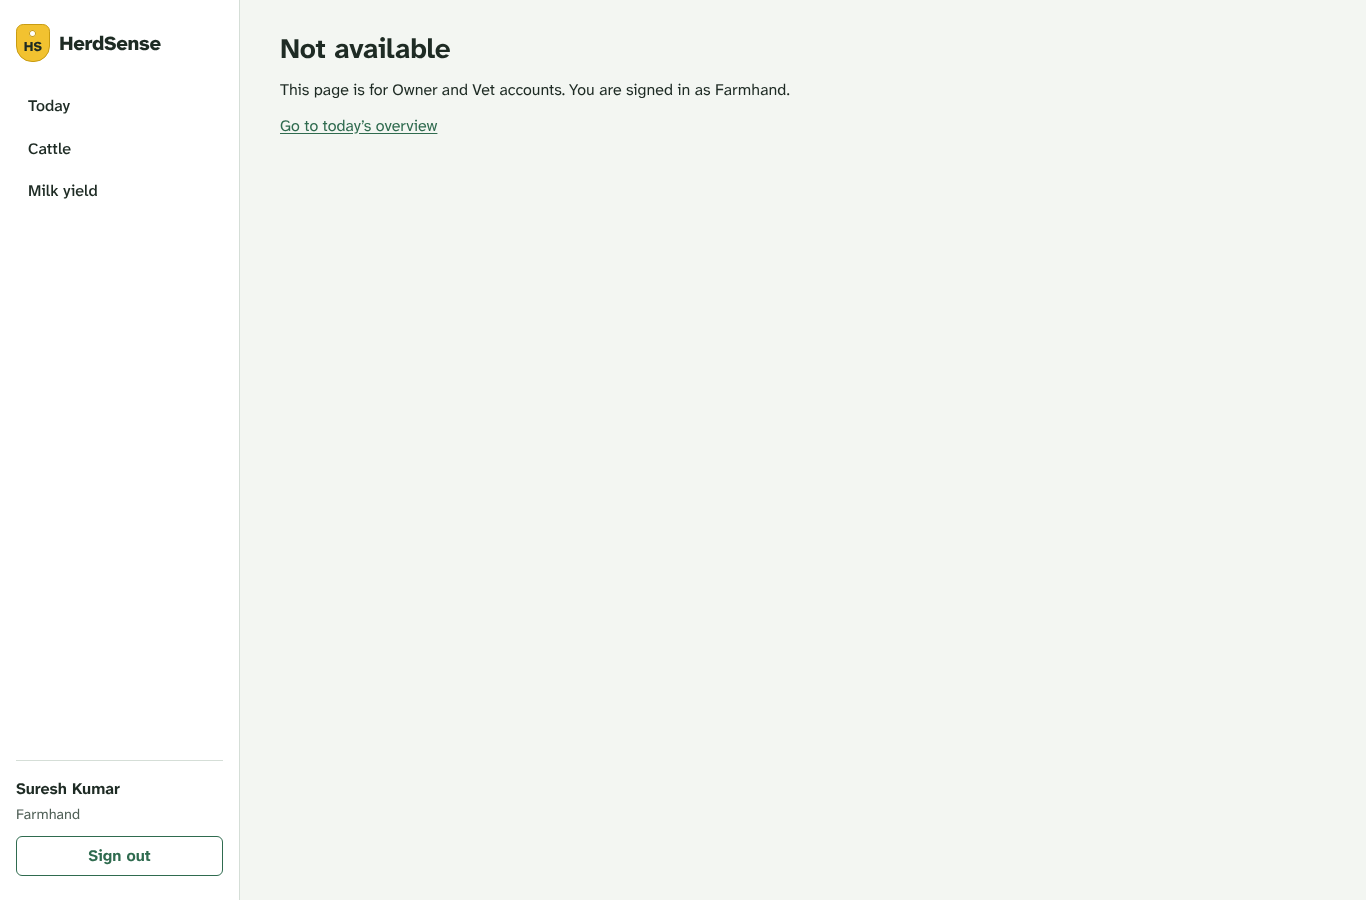 HS
HerdSense
Today
Cattle
Milk yield
Suresh Kumar
Farmhand
Sign out
Not available
This page is for Owner and Vet accounts. You are signed in as Farmhand.
Go to today’s overview